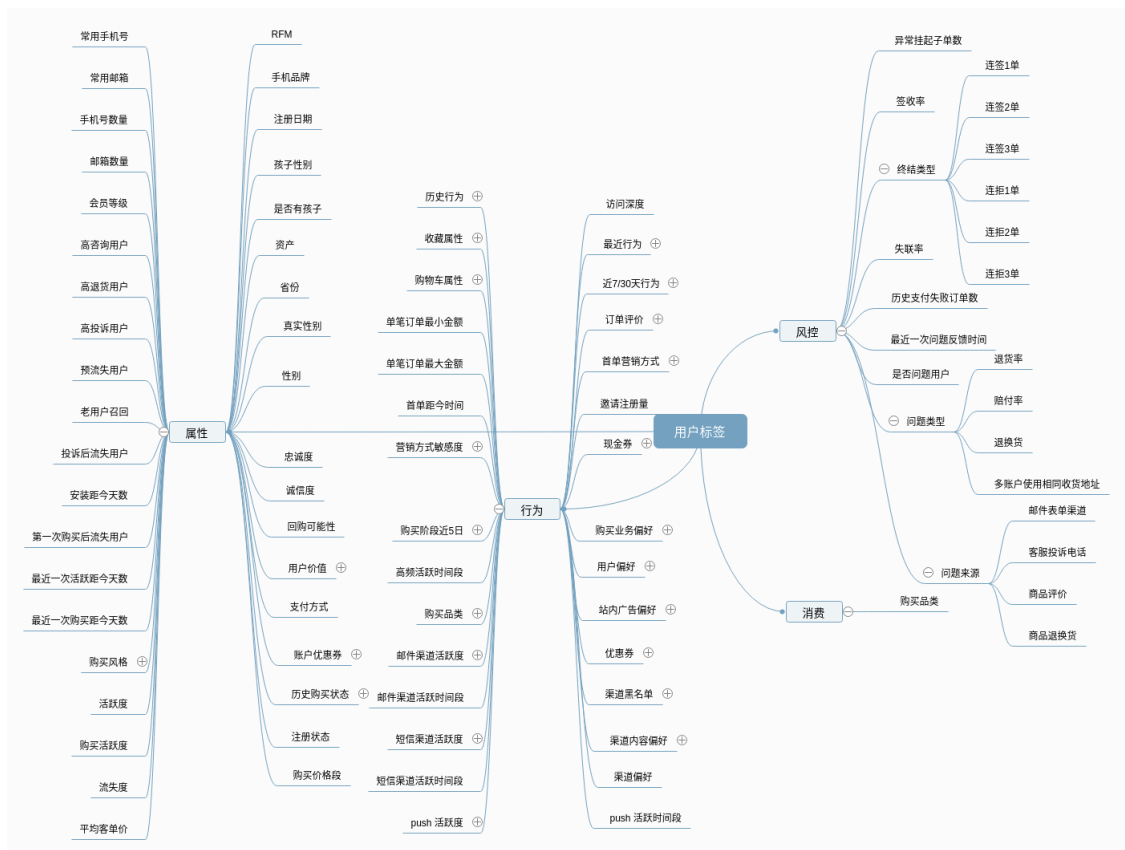 用户标签
属性
常用手机号
常用邮箱
手机号数量
邮箱数量
会员等级
高咨询用户
高退货用户
高投诉用户
预流失用户
老用户召回
投诉后流失用户
安装距今天数
第一次购买后流失用户
最近一次活跃距今天数
最近一次购买距今天数
购买风格
活跃度
购买活跃度
流失度
平均客单价
RFM
手机品牌
注册日期
孩子性别
是否有孩子
资产
省份
真实性别
性别
忠诚度
诚信度
回购可能性
用户价值
支付方式
账户优惠券
历史购买状态
注册状态
购买价格段
行为
历史行为
收藏属性
购物车属性
单笔订单最小金额
单笔订单最大金额
首单距今时间
营销方式敏感度
购买阶段近5日
高频活跃时间段
购买品类
邮件渠道活跃度
邮件渠道活跃时间段
短信渠道活跃度
短信渠道活跃时间段
push 活跃度
访问深度
最近行为
近7/30天行为
订单评价
首单营销方式
邀请注册量
现金券
购买业务偏好
用户偏好
站内广告偏好
优惠券
渠道黑名单
渠道内容偏好
渠道偏好
push 活跃时间段
风控
异常挂起子单数
签收率
终结类型
连签1单
连签2单
连签3单
连拒1单
连拒2单
连拒3单
失联率
历史支付失败订单数
最近一次问题反馈时间
是否问题用户
问题类型
退货率
赔付率
退换货
多账户使用相同收货地址
问题来源
邮件表单渠道
客服投诉电话
商品评价
商品退换货
消费
购买品类